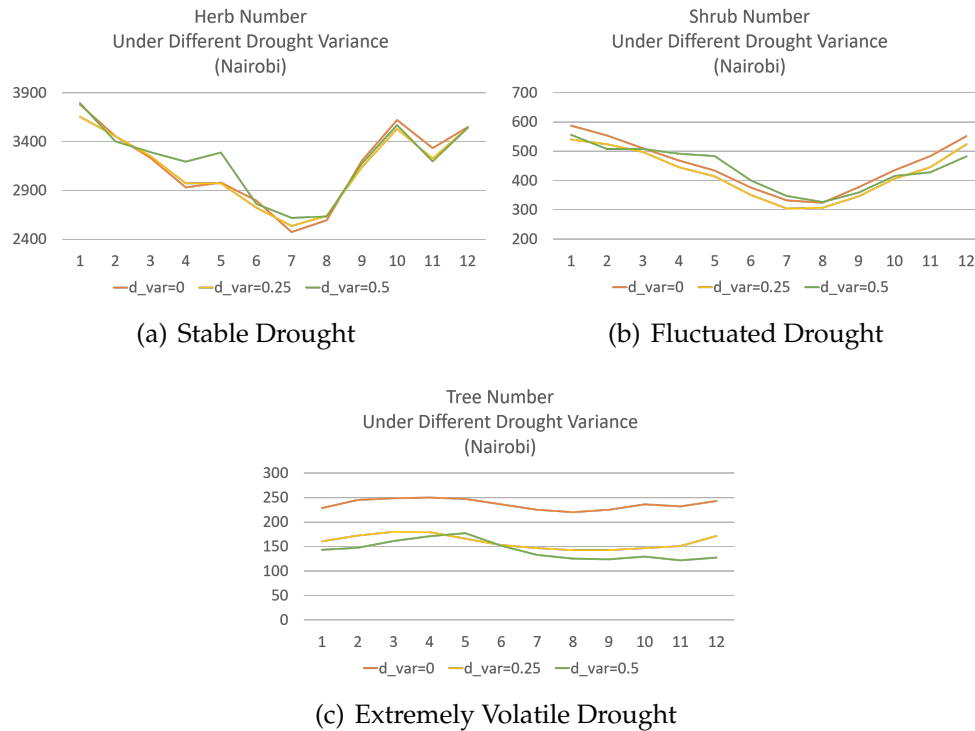 Herb Number
Under Different Drought Variance
(Nairobi)
3900
3400
2900
2400
1 2 3 4 5 6 7 8 9 10 11 12
d_var=0 d_var=0.25 d_var=0.5
(a) Stable Drought
Shrub Number
Under Different Drought Variance
(Nairobi)
700
600
500
400
300
200
1 2 3 4 5 6 7 8 9 10 11 12
d_var=0 d_var=0.25 d_var=0.5
(b) Fluctuated Drought
Tree Number
Under Different Drought Variance
(Nairobi)
300
250
200
150
100
50
0
1 2 3 4 5 6 7 8 9 10 11 12
d_var=0 d_var=0.25 d_var=0.5
(c) Extremely Volatile Drought